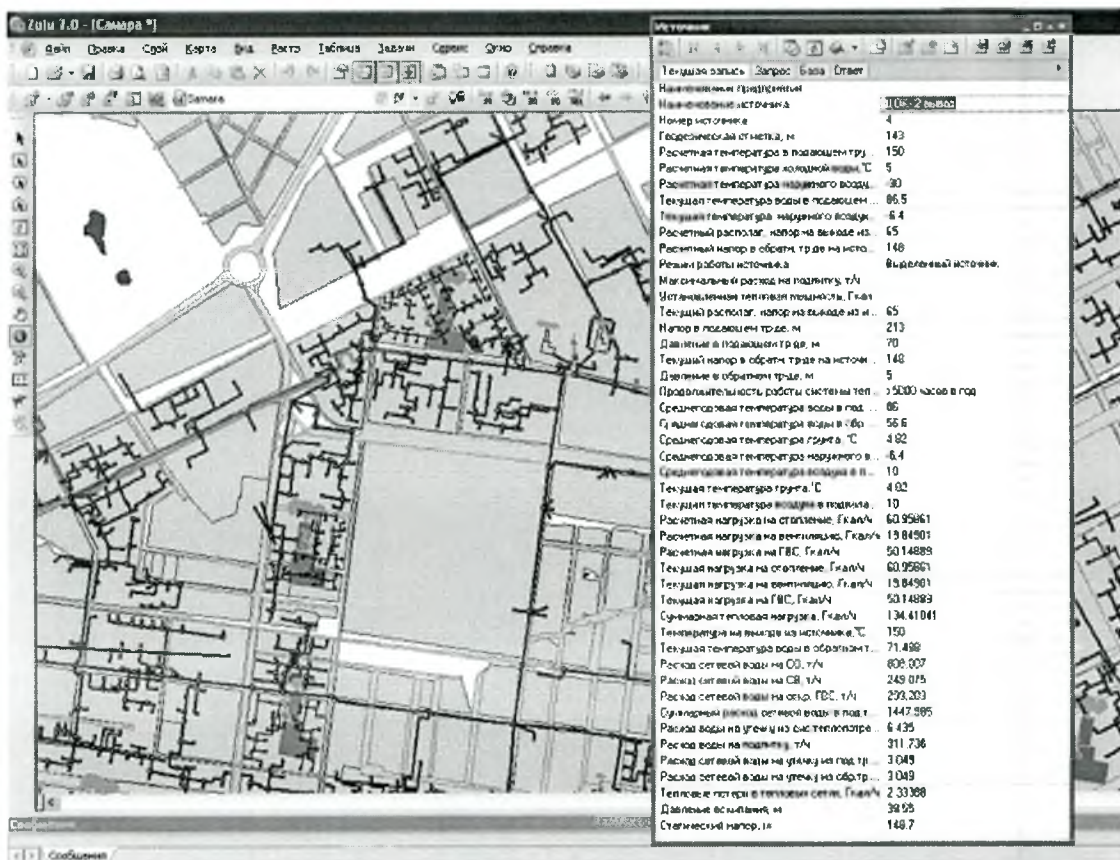 Zulu 7.0 - [Самара *]
Файл Правка Слой Карта Вид Растр Таблица Задачи Сервис Окно Справка
Samara
Источник
Текущая запись Запрос База Ответ
Наименование предприятия
Наименование источника ЦОК-2 вывод
Номер источника 4
Геодезическая отметка, м 143
Расчетная температура в подающем тру... 150
Расчетная температура холодной воды, °С 5
Расчетная температура наружного возду... -30
Текущая температура воды в подающем... 86.5
Текущая температура наружного воздух... -6.4
Расчетный располаг. напор на выходе из... 65
Расчетный напор в обратн. тр-де на исто... 148
Режим работы источника Выделенный источник
Максимальный расход на подпитку, т/ч
Установленная тепловая мощность, Гкал
Текущий располаг. напор на выходе из и... 65
Напор в подающем тр-де, м 213
Давление в подающем тр-де, м 70
Текущий напор в обратн. тр-де на источн... 148
Давление в обратном тр-де, м 5
Продолжительность работы системы теп... > 5000 часов в год
Среднегодовая температура воды в под... 86
Среднегодовая температура воды в обр... 56.6
Среднегодовая температура грунта, °С 4.82
Среднегодовая температура наружного в... -6.4
Среднегодовая температура воздуха в п... 10
Текущая температура грунта, °С 4.82
Текущая температура воздуха в подвала... 10
Расчетная нагрузка на отопление, Гкал/ч 60.95861
Расчетная нагрузка на вентиляцию, Гкал/ч 19.84901
Расчетная нагрузка на ГВС, Гкал/ч 50.14889
Текущая нагрузка на отопление, Гкал/ч 60.95861
Текущая нагрузка на вентиляцию, Гкал/ч 19.84901
Текущая нагрузка на ГВС, Гкал/ч 50.14889
Суммарная тепловая нагрузка, Гкал/ч 134.41041
Температура на выходе из источника, °С 150
Текущая температура воды в обратном т... 71.498
Расход сетевой воды на СО, т/ч
Расход сетевой воды на СВ, т/ч 249.075
Расход сетевой воды на откр. ГВС, т/ч 293.203
Суммарный расход сетевой воды в под.т... 1447.985
Расход воды на утечку из сис.теплопотре... 6.435
Расход воды на подпитку, т/ч 311.736
Расход сетевой воды на утечку из под.тр... 3.049
Расход сетевой воды на утечку из обр.тр... 3.049
Тепловые потери в тепловых сетях, Гкал/ч 2.33388
Давление вскипания, м 38.55
Статический напор, м 148.7
Сообщения
Сообщения